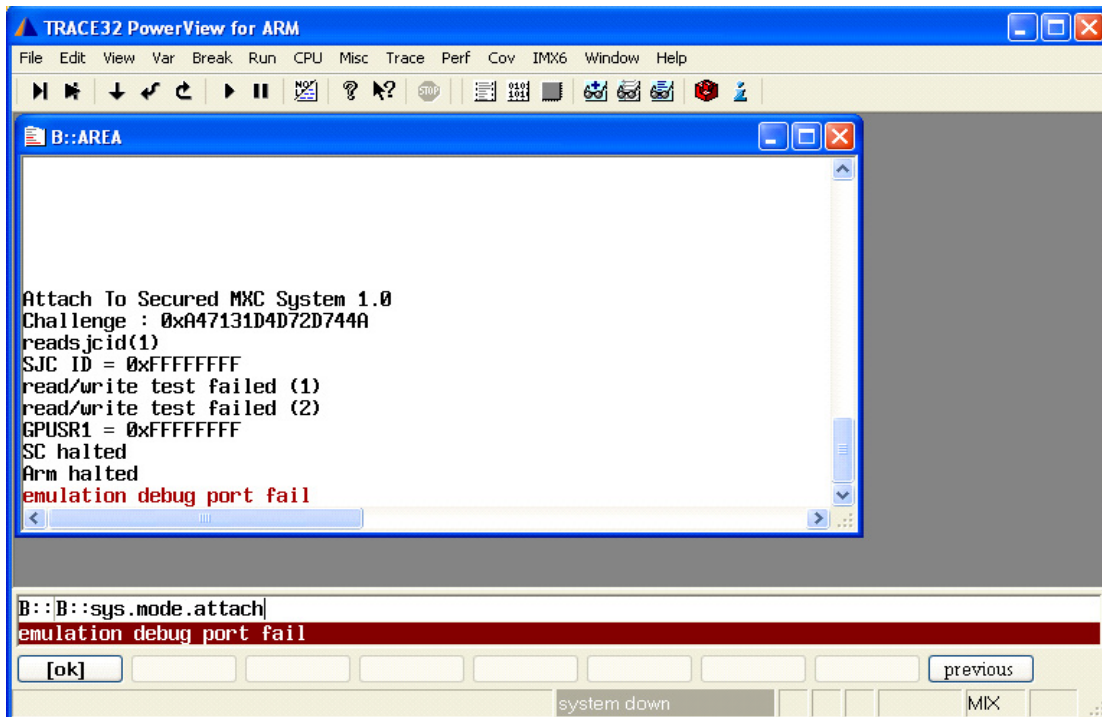 TRACE32 PowerView for ARM
File Edit View Var Break Run CPU Misc Trace Perf Cov IMX6 Window Help
STOP
B::AREA
Attach To Secured MXC System 1.0
Challenge : 0xA47131D4D72D744A
readsjcid(1)
SJC ID = 0xFFFFFFFF
read/write test failed (1)
read/write test failed (2)
GPUSR1 = 0xFFFFFFFF
SC halted
Arm halted
emulation debug port fail
B::B::sys.mode.attach
emulation debug port fail
[ok] previous
system down MIX